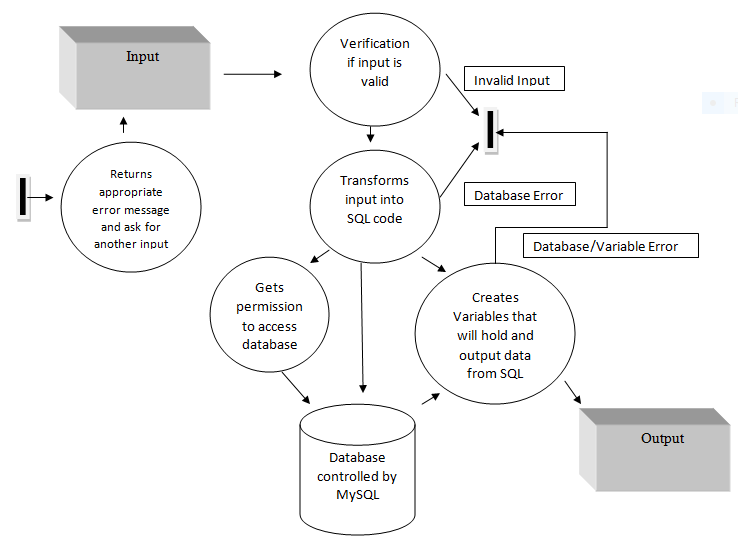 Input
Verification
if input is
valid
Invalid Input
Returns
appropriate
error message
and ask for
another input
Transforms
input into
SQL code
Database Error
Database/Variable Error
Gets
permission
to access
database
Creates
Variables that
will hold and
output data
from SQL
Output
Database
controlled by
MySQL